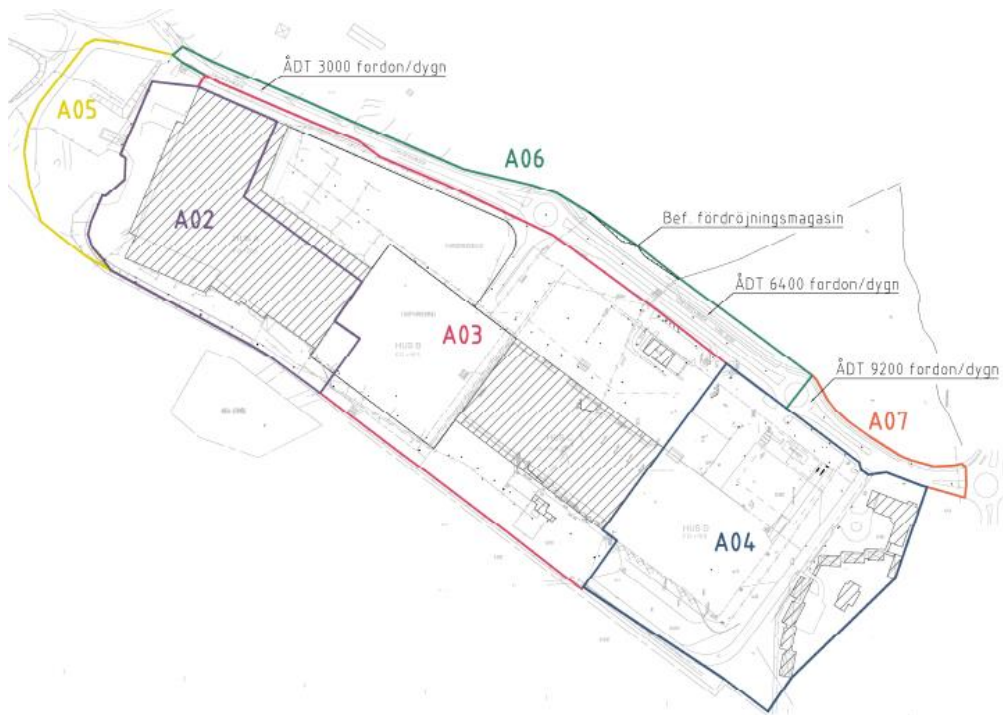 ÅDT 3000 fordon/dygn
A05
A06
A02
Bef. fördröjningsmagasin
ÅDT 6400 fordon/dygn
A03
ÅDT 9200 fordon/dygn
A07
HUS D
A04